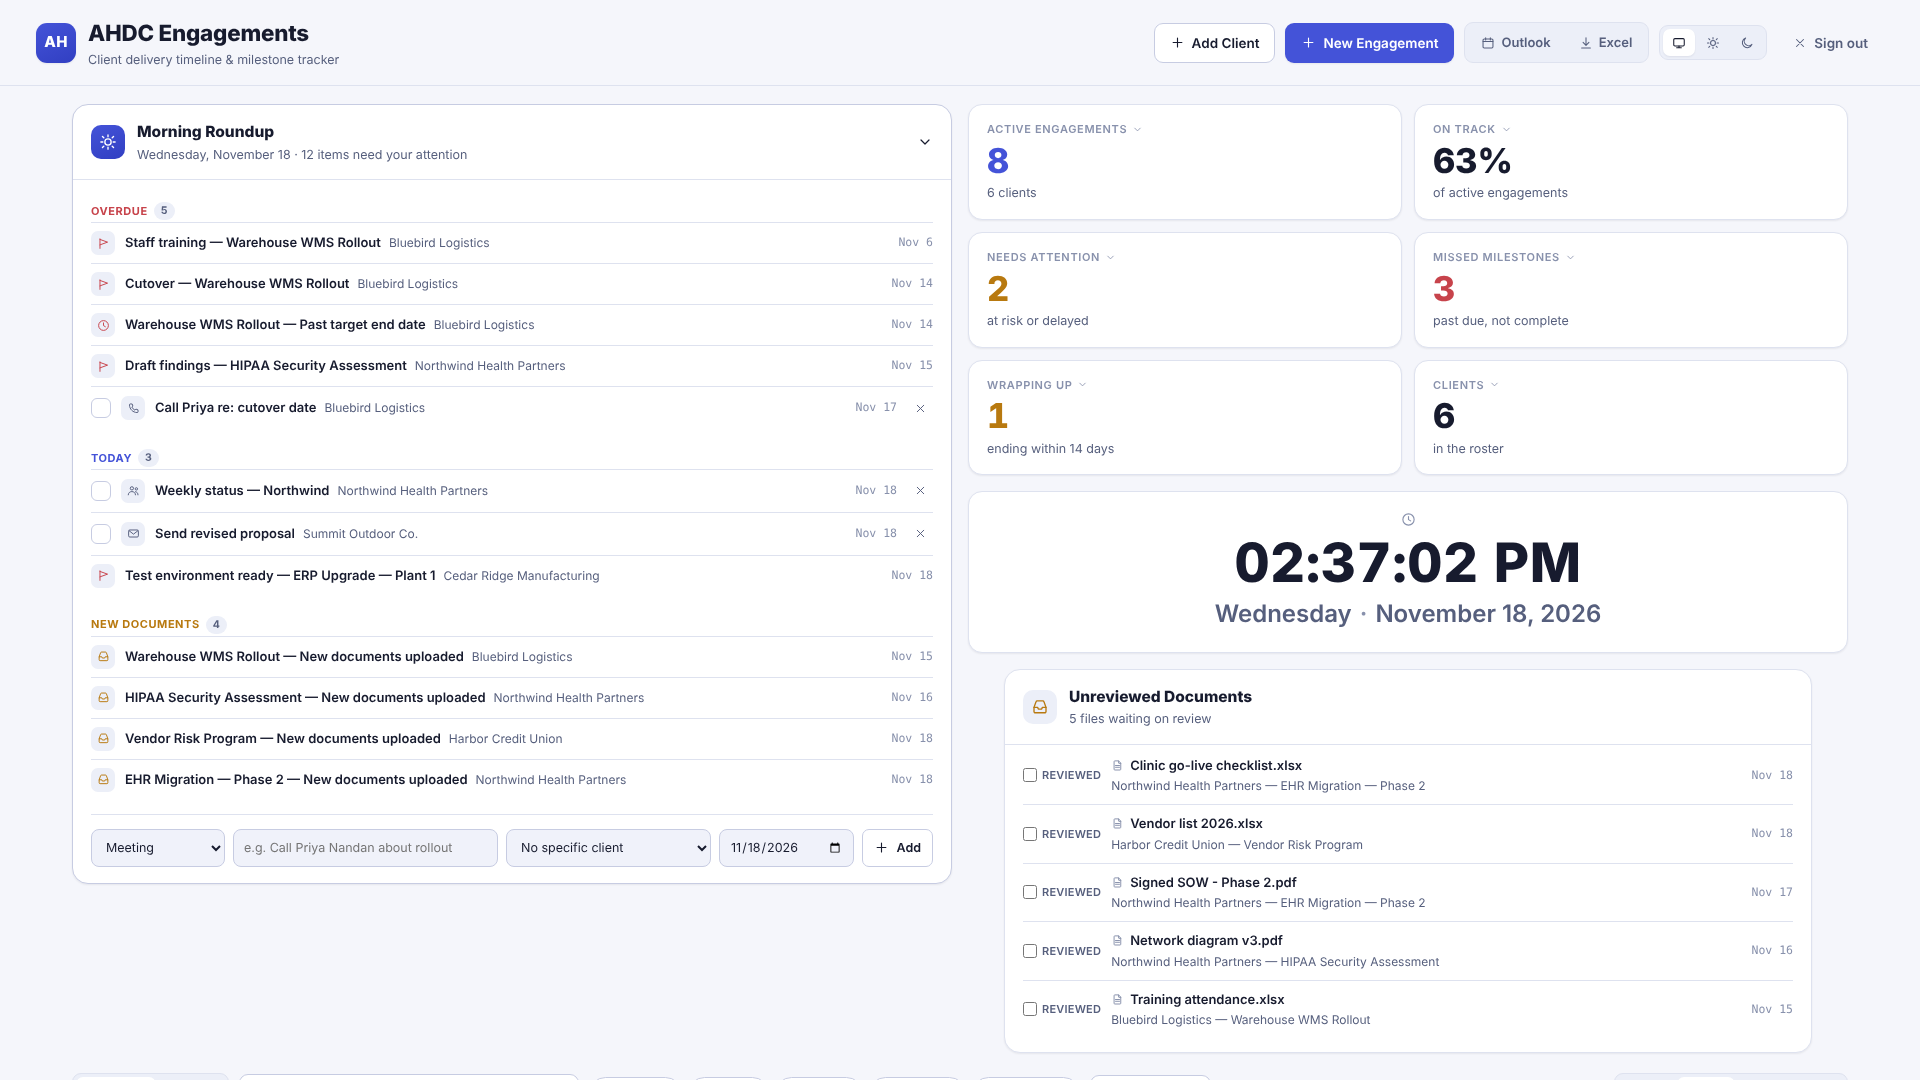 AH
AHDC Engagements
Client delivery timeline & milestone tracker
Add Client
New Engagement
Outlook
Excel
Sign out
Morning Roundup
Wednesday, November 18 · 12 items need your attention
OVERDUE 5
Staff training — Warehouse WMS Rollout Bluebird Logistics Nov 6
Cutover — Warehouse WMS Rollout Bluebird Logistics Nov 14
Warehouse WMS Rollout — Past target end date Bluebird Logistics Nov 14
Draft findings — HIPAA Security Assessment Northwind Health Partners Nov 15
Call Priya re: cutover date Bluebird Logistics Nov 17
TODAY 3
Weekly status — Northwind Northwind Health Partners Nov 18
Send revised proposal Summit Outdoor Co. Nov 18
Test environment ready — ERP Upgrade — Plant 1 Cedar Ridge Manufacturing Nov 18
NEW DOCUMENTS 4
Warehouse WMS Rollout — New documents uploaded Bluebird Logistics Nov 15
HIPAA Security Assessment — New documents uploaded Northwind Health Partners Nov 16
Vendor Risk Program — New documents uploaded Harbor Credit Union Nov 18
EHR Migration — Phase 2 — New documents uploaded Northwind Health Partners Nov 18
Meeting e.g. Call Priya Nandan about rollout No specific client 11/18/2026 Add
ACTIVE ENGAGEMENTS
8
6 clients
ON TRACK
63%
of active engagements
NEEDS ATTENTION
2
at risk or delayed
MISSED MILESTONES
3
past due, not complete
WRAPPING UP
1
ending within 14 days
CLIENTS
6
in the roster
02:37:02 PM
Wednesday · November 18, 2026
Unreviewed Documents
5 files waiting on review
REVIEWED Clinic go-live checklist.xlsx Nov 18
Northwind Health Partners — EHR Migration — Phase 2
REVIEWED Vendor list 2026.xlsx Nov 18
Harbor Credit Union — Vendor Risk Program
REVIEWED Signed SOW - Phase 2.pdf Nov 17
Northwind Health Partners — EHR Migration — Phase 2
REVIEWED Network diagram v3.pdf Nov 16
Northwind Health Partners — HIPAA Security Assessment
REVIEWED Training attendance.xlsx Nov 15
Bluebird Logistics — Warehouse WMS Rollout